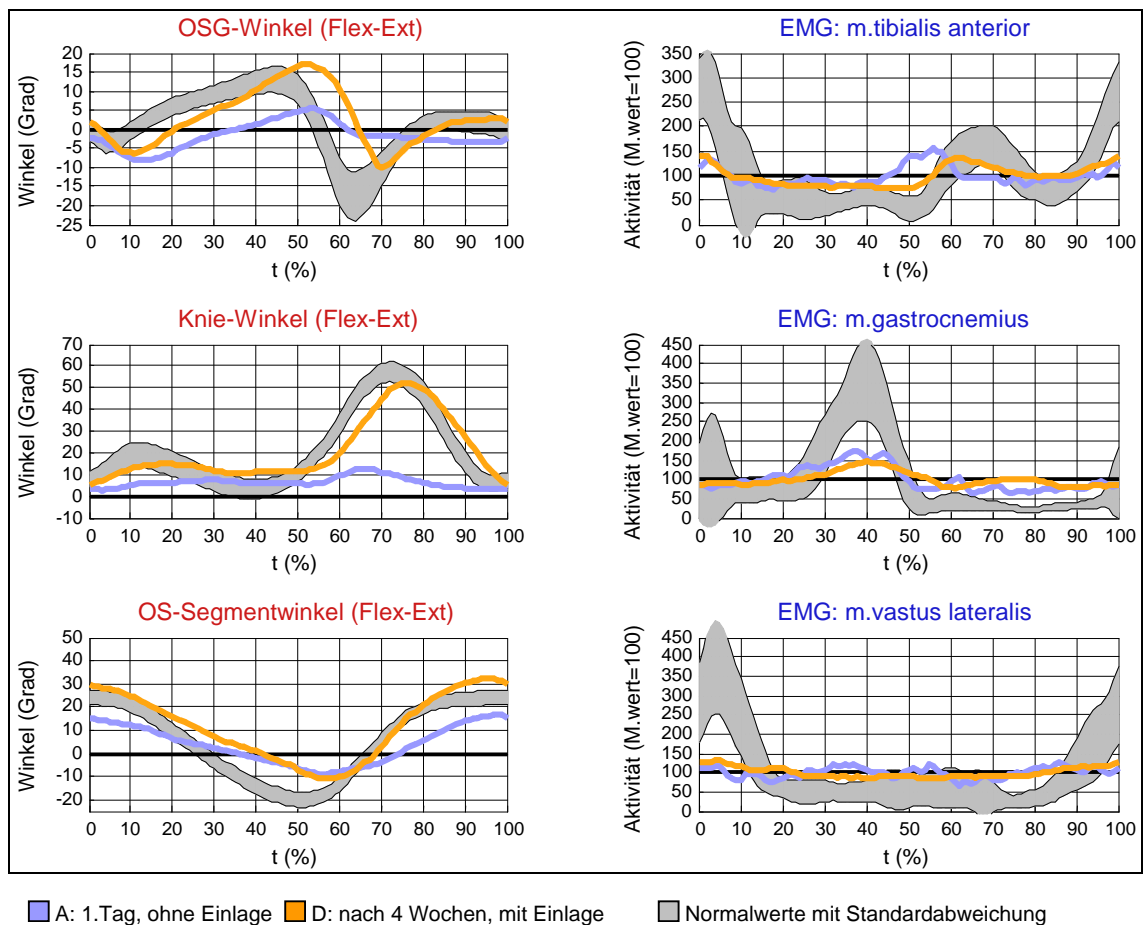 OSG-Winkel (Flex-Ext)
Winkel (Grad)
20
15
10
5
0
-5
-10
-15
-20
-25
0 10 20 30 40 50 60 70 80 90 100
t (%)
EMG: m.tibialis anterior
Aktivität (M.wert=100)
350
300
250
200
150
100
50
0
0 10 20 30 40 50 60 70 80 90 100
t (%)
Knie-Winkel (Flex-Ext)
Winkel (Grad)
70
60
50
40
30
20
10
0
-10
0 10 20 30 40 50 60 70 80 90 100
t (%)
EMG: m.gastrocnemius
Aktivität (M.wert=100)
450
400
350
300
250
200
150
100
50
0
0 10 20 30 40 50 60 70 80 90 100
t (%)
OS-Segmentwinkel (Flex-Ext)
Winkel (Grad)
50
40
30
20
10
0
-10
-20
0 10 20 30 40 50 60 70 80 90 100
t (%)
EMG: m.vastus lateralis
Aktivität (M.wert=100)
450
400
350
300
250
200
150
100
50
0
0 10 20 30 40 50 60 70 80 90 100
t (%)
A: 1.Tag, ohne Einlage D: nach 4 Wochen, mit Einlage Normalwerte mit Standardabweichung